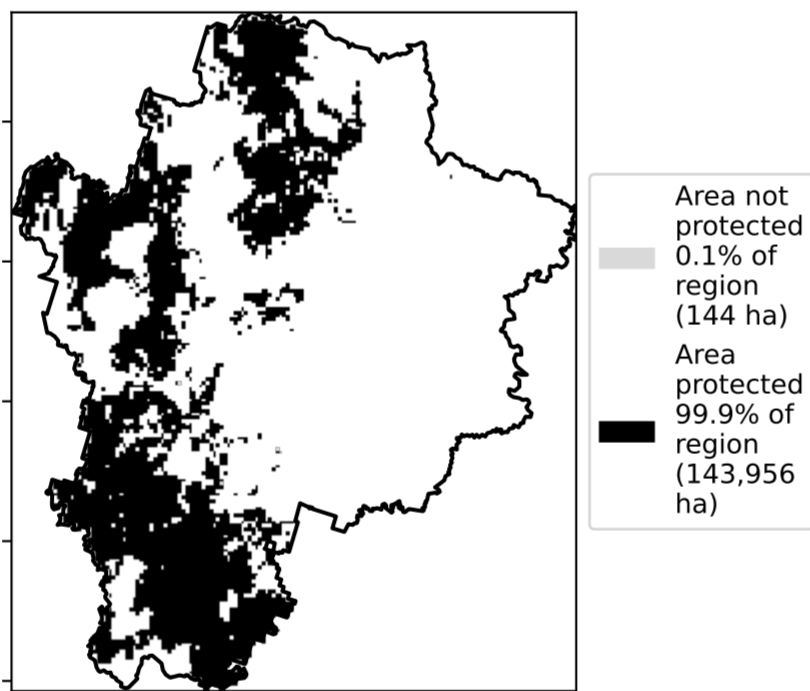 Area not
protected
0.1% of
region
(144 ha)
Area
protected
99.9% of
region
(143,956
ha)